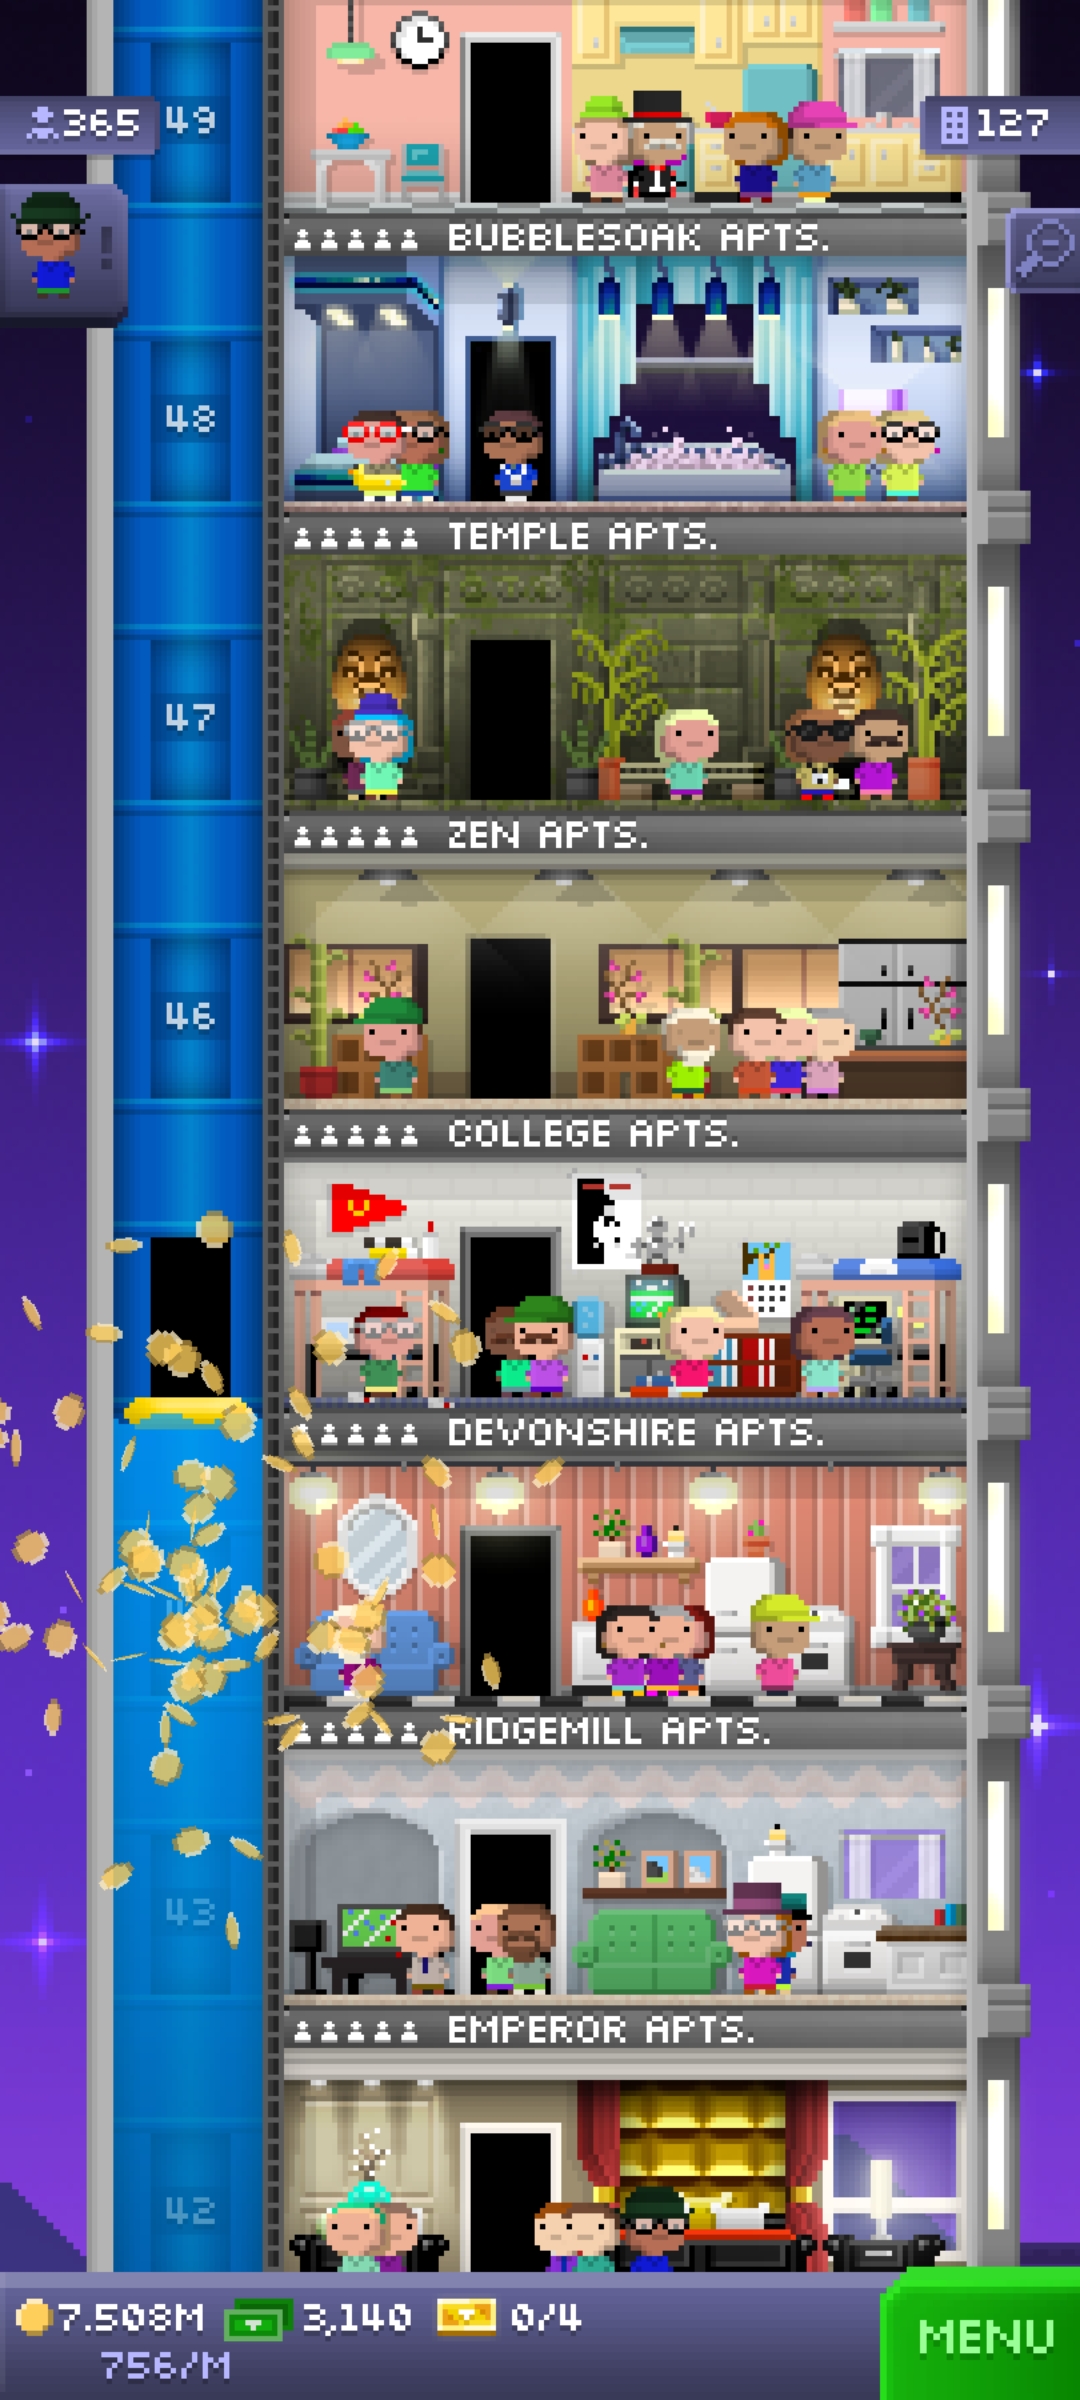 49
365
127
!
BUBBLESOAK APTS.
48
TEMPLE APTS.
47
ZEN APTS.
46
COLLEGE APTS.
DEVONSHIRE APTS.
RIDGEMILL APTS.
43
EMPEROR APTS.
42
7.508M 3,140 0/4
756/M
MENU